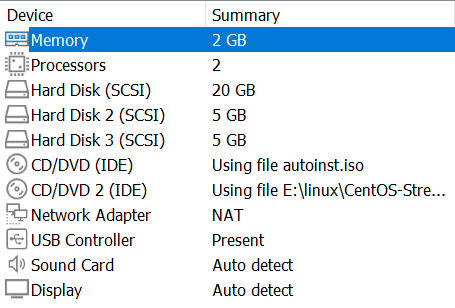 Device Summary
Memory 2 GB
Processors 2
Hard Disk (SCSI) 20 GB
Hard Disk 2 (SCSI) 5 GB
Hard Disk 3 (SCSI) 5 GB
CD/DVD (IDE) Using file autoinst.iso
CD/DVD 2 (IDE) Using file E:\linux\CentOS-Stre...
Network Adapter NAT
USB Controller Present
Sound Card Auto detect
Display Auto detect